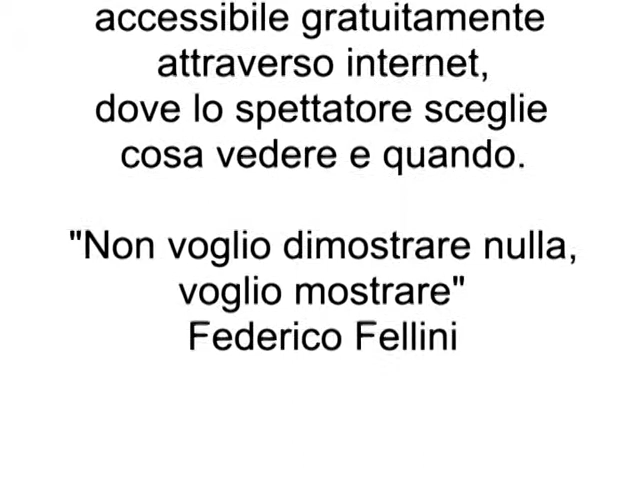 accessibile gratuitamente
attraverso internet,
dove lo spettatore sceglie
cosa vedere e quando.
"Non voglio dimostrare nulla,
voglio mostrare"
Federico Fellini